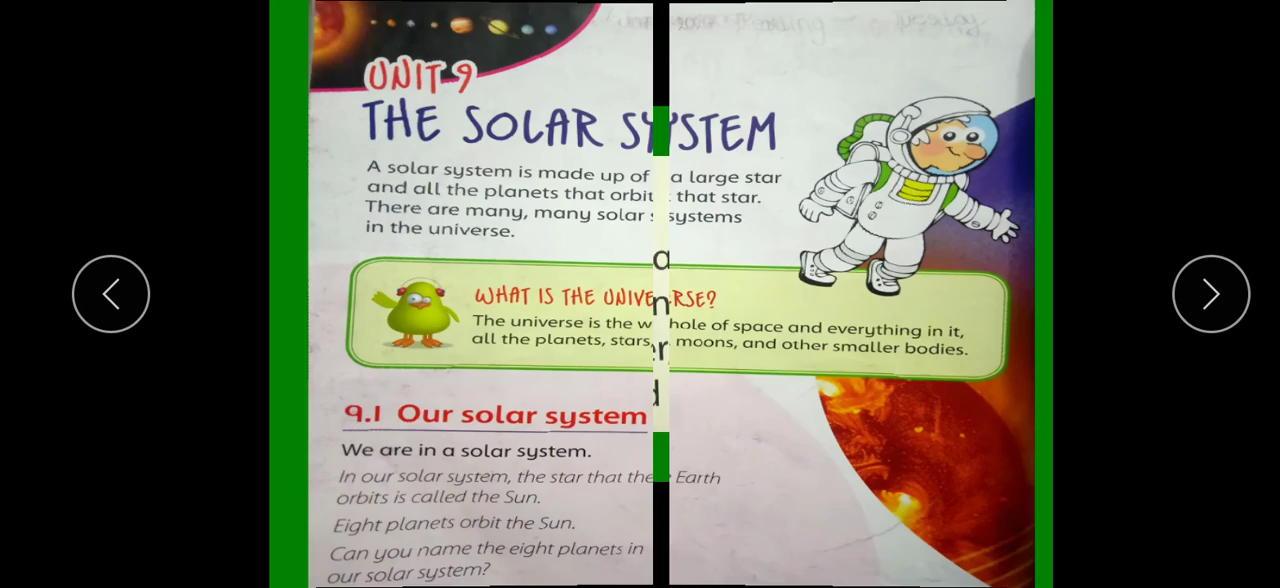 UNIT 9
THE SOLAR SYSTEM
A solar system is made up of a large star
and all the planets that orbit that star.
There are many, many solar systems
in the universe.
WHAT IS THE UNIVERSE?
The universe is the whole of space and everything in it,
all the planets, stars, moons, and other smaller bodies.
9.1 Our solar system
We are in a solar system.
In our solar system, the star that the Earth
orbits is called the Sun.
Eight planets orbit the Sun.
Can you name the eight planets in
our solar system?